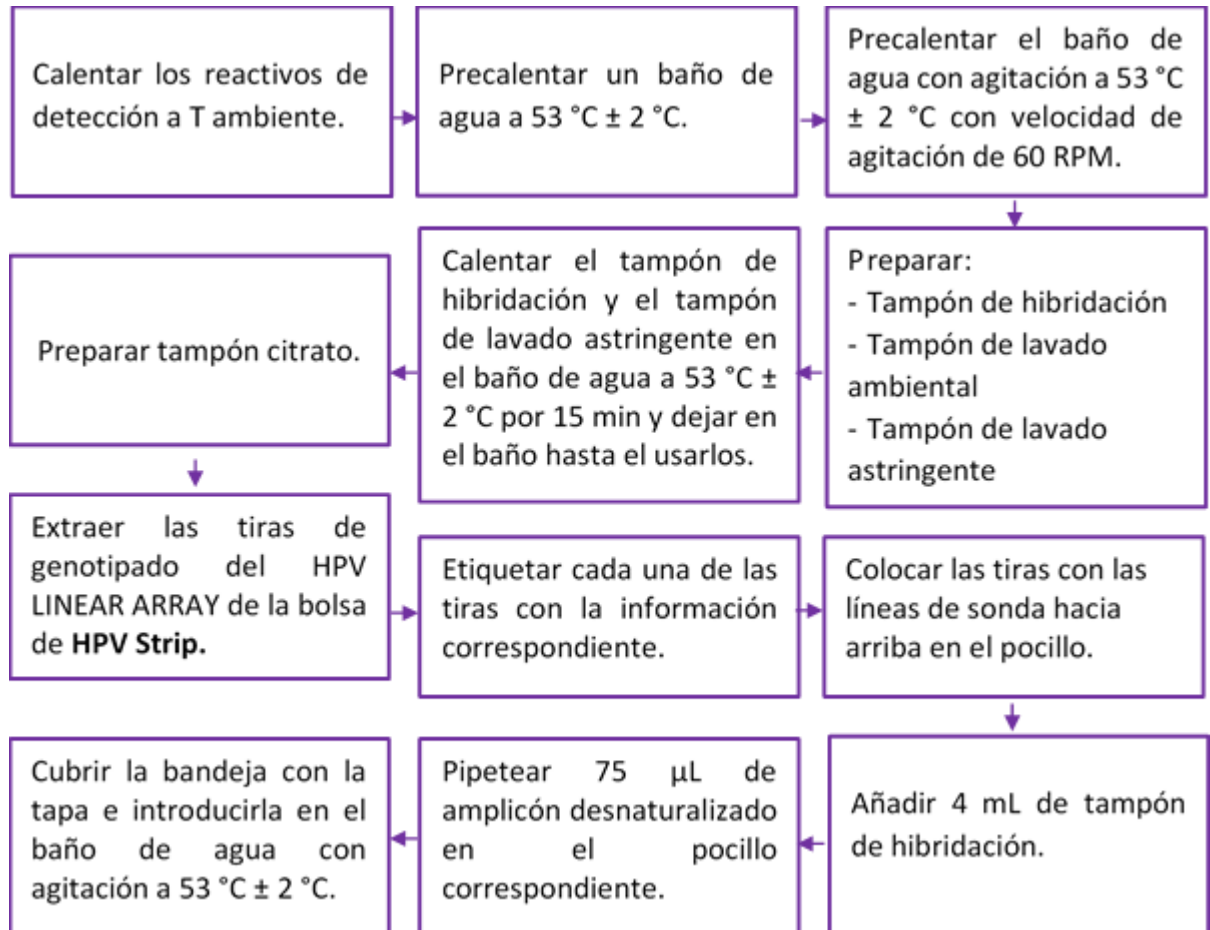 Calentar los reactivos de
detección a T ambiente.
Precalentar un baño de
agua a 53 °C ± 2 °C.
Precalentar el baño de
agua con agitación a 53 °C
± 2 °C con velocidad de
agitación de 60 RPM.
Preparar:
- Tampón de hibridación
- Tampón de lavado
ambiental
- Tampón de lavado
astringente
Calentar el tampón de
hibridación y el tampón
de lavado astringente en
el baño de agua a 53 °C ±
2 °C por 15 min y dejar en
el baño hasta el usarlos.
Preparar tampón citrato.
Extraer las tiras de
genotipado del HPV
LINEAR ARRAY de la bolsa
de HPV Strip.
Etiquetar cada una de las
tiras con la información
correspondiente.
Colocar las tiras con las
líneas de sonda hacia
arriba en el pocillo.
Añadir 4 mL de tampón
de hibridación.
Pipetear 75 µL de
amplicón desnaturalizado
en el pocillo
correspondiente.
Cubrir la bandeja con la
tapa e introducirla en el
baño de agua con
agitación a 53 °C ± 2 °C.